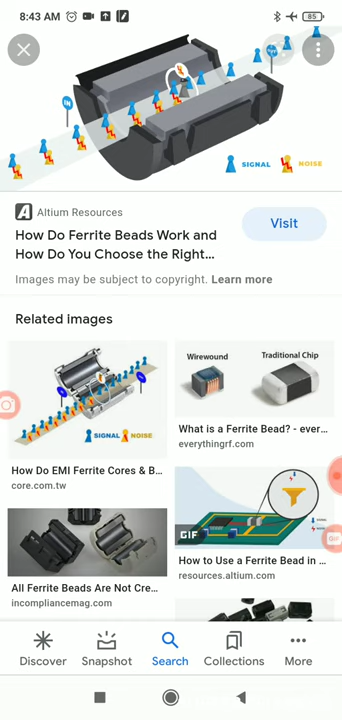 8:43 AM
85
IN
SIGNAL
NOISE
Altium Resources
How Do Ferrite Beads Work and
How Do You Choose the Right...
Visit
Images may be subject to copyright. Learn more
Related images
SIGNAL NOISE
How Do EMI Ferrite Cores & B...
core.com.tw
Wirewound
Traditional Chip
What is a Ferrite Bead? - ever...
everythingrf.com
GIF
How to Use a Ferrite Bead in ...
resources.altium.com
All Ferrite Beads Are Not Cre...
incompliancemag.com
GIF
Discover
Snapshot
Search
Collections
More